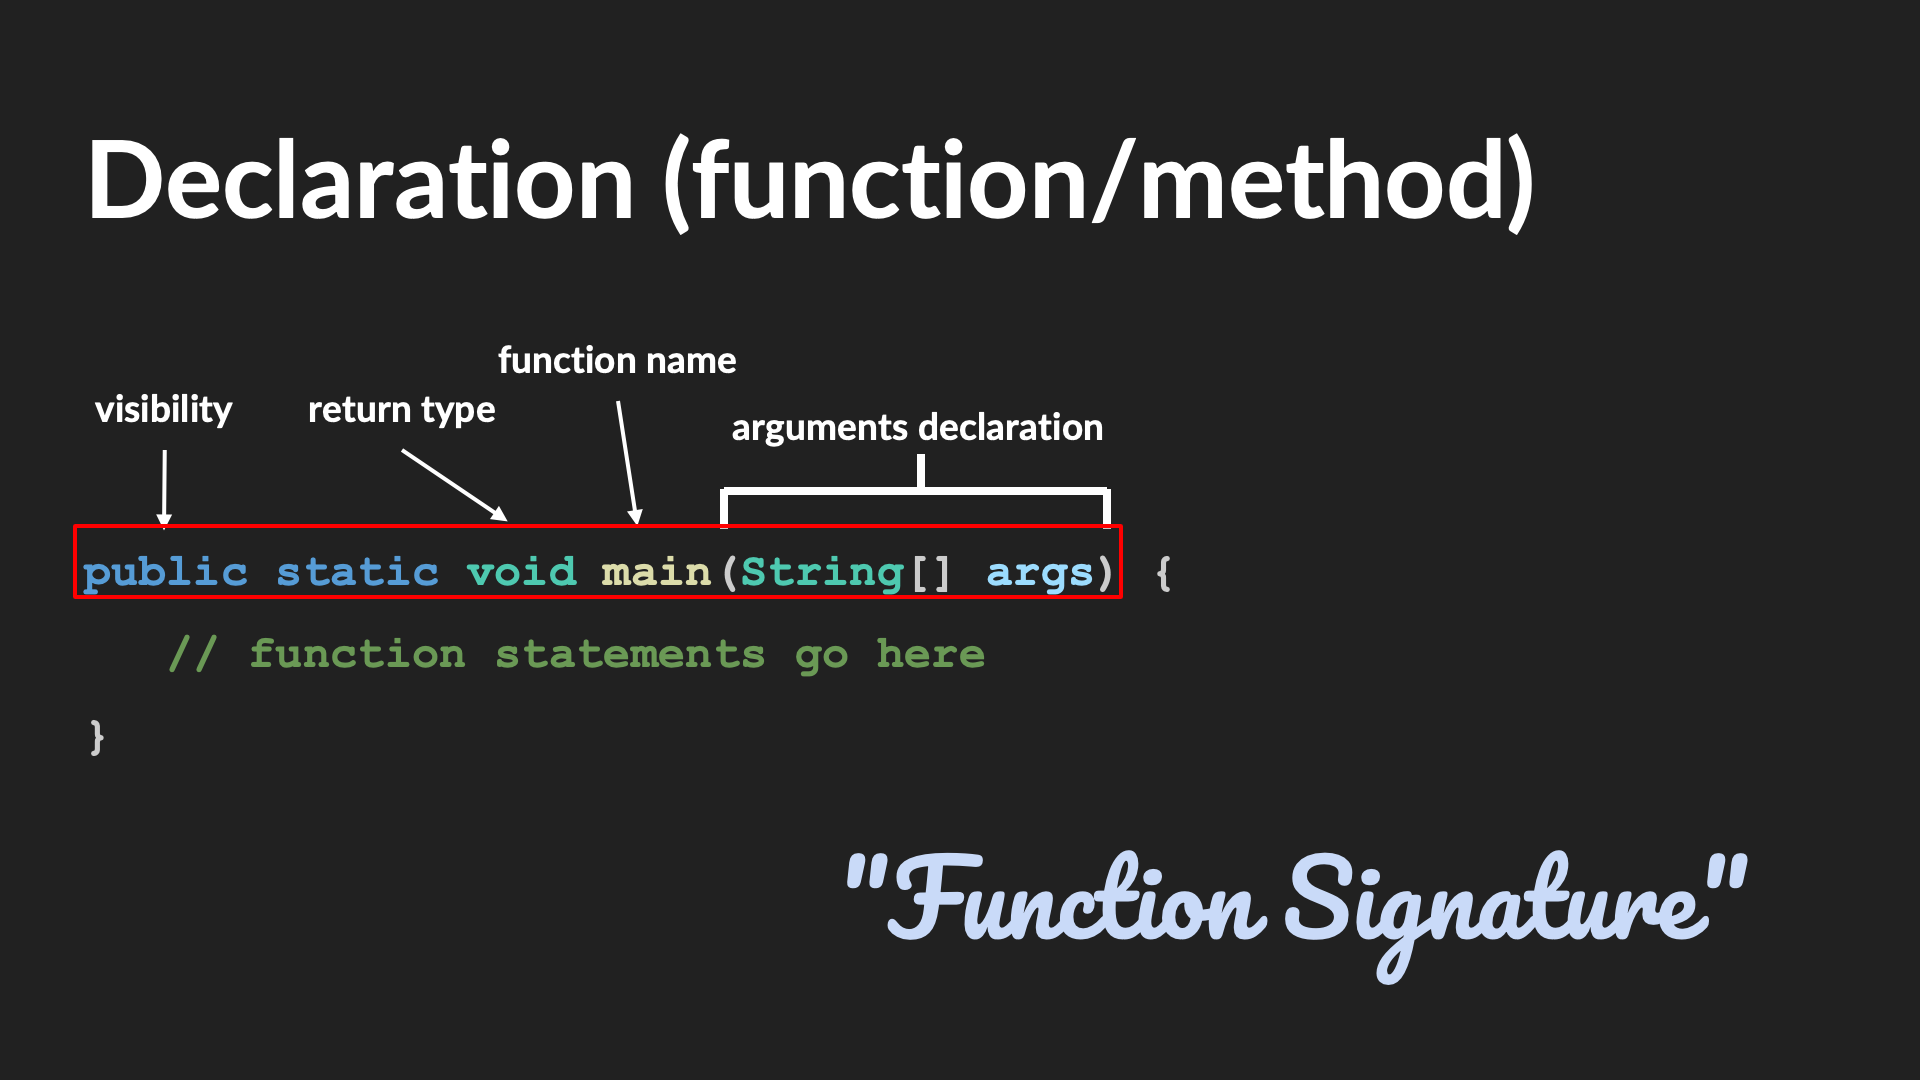 Declaration (function/method)
function name
visibility
return type
arguments declaration
public static void main(String[] args) {
// function statements go here
}
"Function Signature"